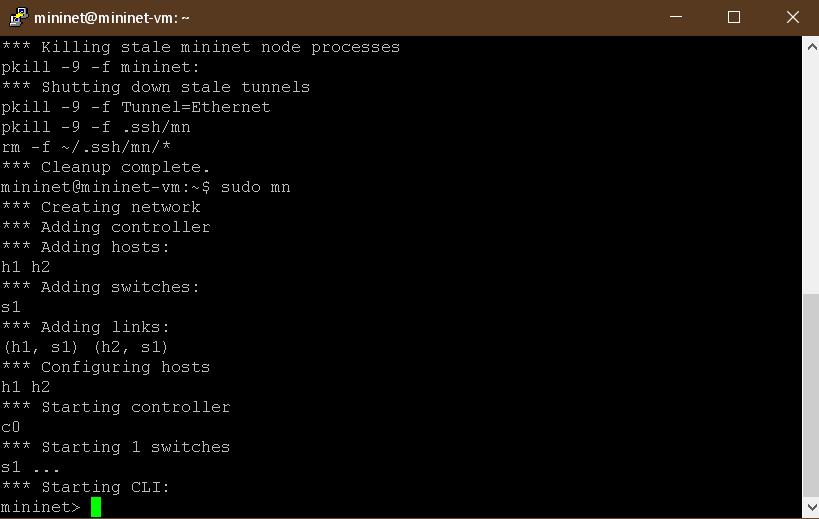 mininet@mininet-vm: ~
*** Killing stale mininet node processes
pkill -9 -f mininet:
*** Shutting down stale tunnels
pkill -9 -f Tunnel=Ethernet
pkill -9 -f .ssh/mn
rm -f ~/.ssh/mn/*
*** Cleanup complete.
mininet@mininet-vm:~$ sudo mn
*** Creating network
*** Adding controller
*** Adding hosts:
h1 h2
*** Adding switches:
s1
*** Adding links:
(h1, s1) (h2, s1)
*** Configuring hosts
h1 h2
*** Starting controller
c0
*** Starting 1 switches
s1 ...
*** Starting CLI:
mininet>